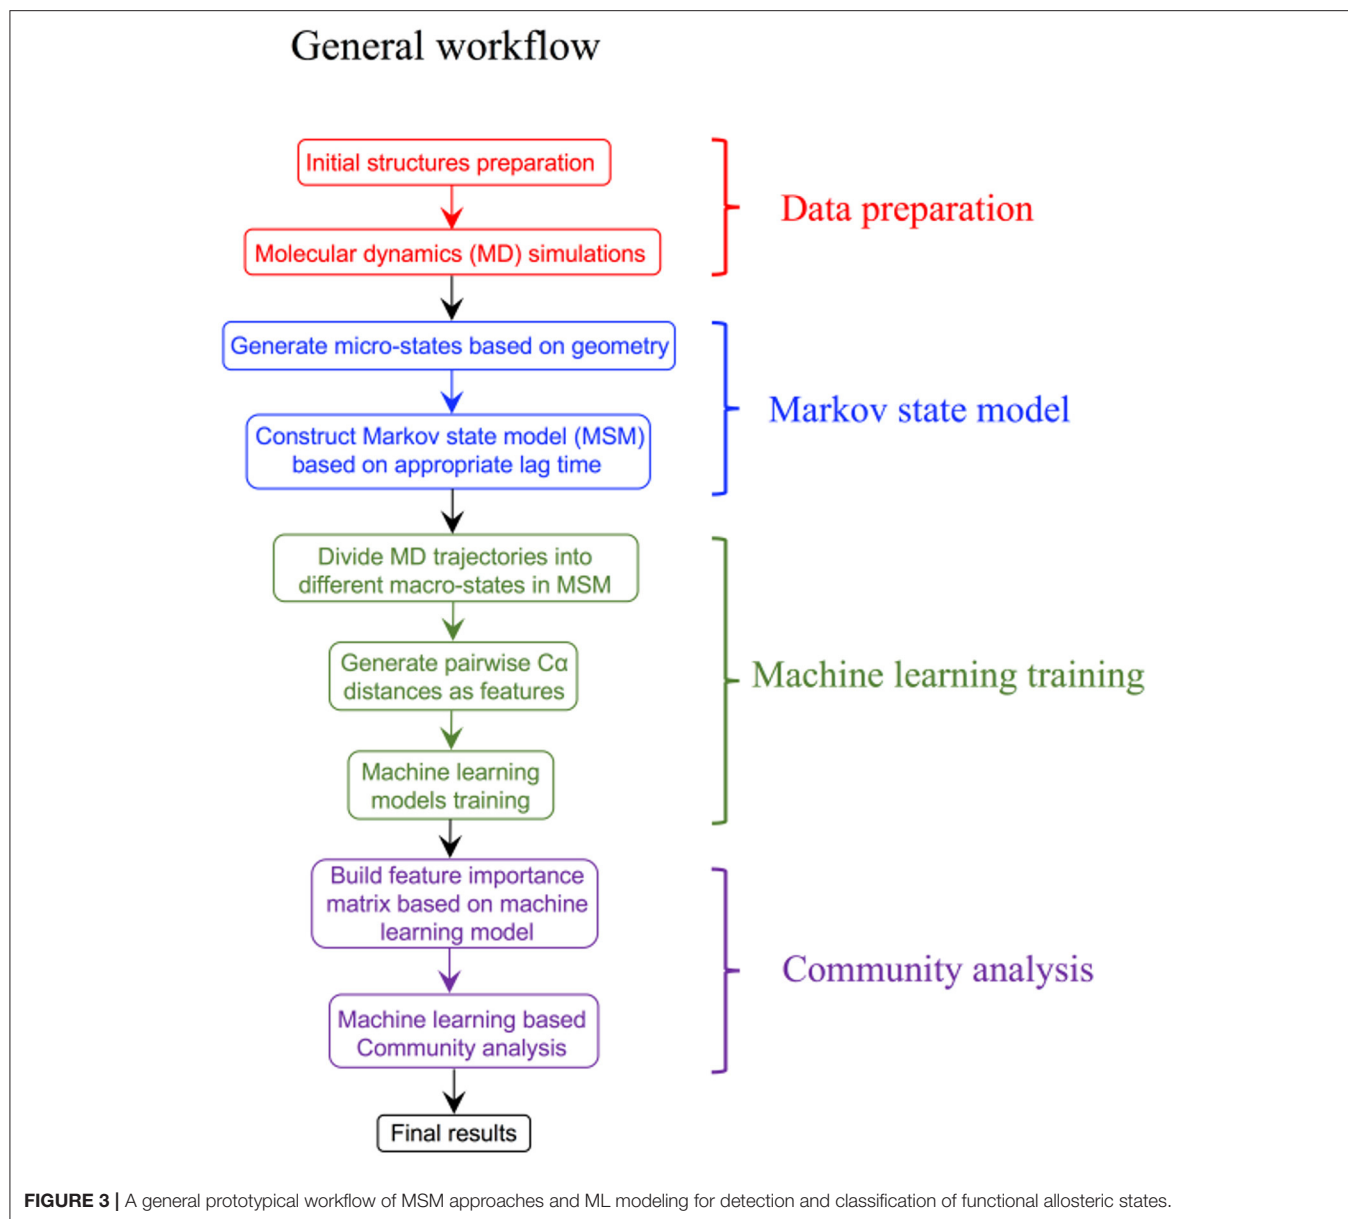 General workflow
Initial structures preparation
Molecular dynamics (MD) simulations
Data preparation
Generate micro-states based on geometry
Construct Markov state model (MSM)
based on appropriate lag time
Markov state model
Divide MD trajectories into
different macro-states in MSM
Generate pairwise Cα
distances as features
Machine learning
models training
Machine learning training
Build feature importance
matrix based on machine
learning model
Machine learning based
Community analysis
Community analysis
Final results
FIGURE 3 | A general prototypical workflow of MSM approaches and ML modeling for detection and classification of functional allosteric states.